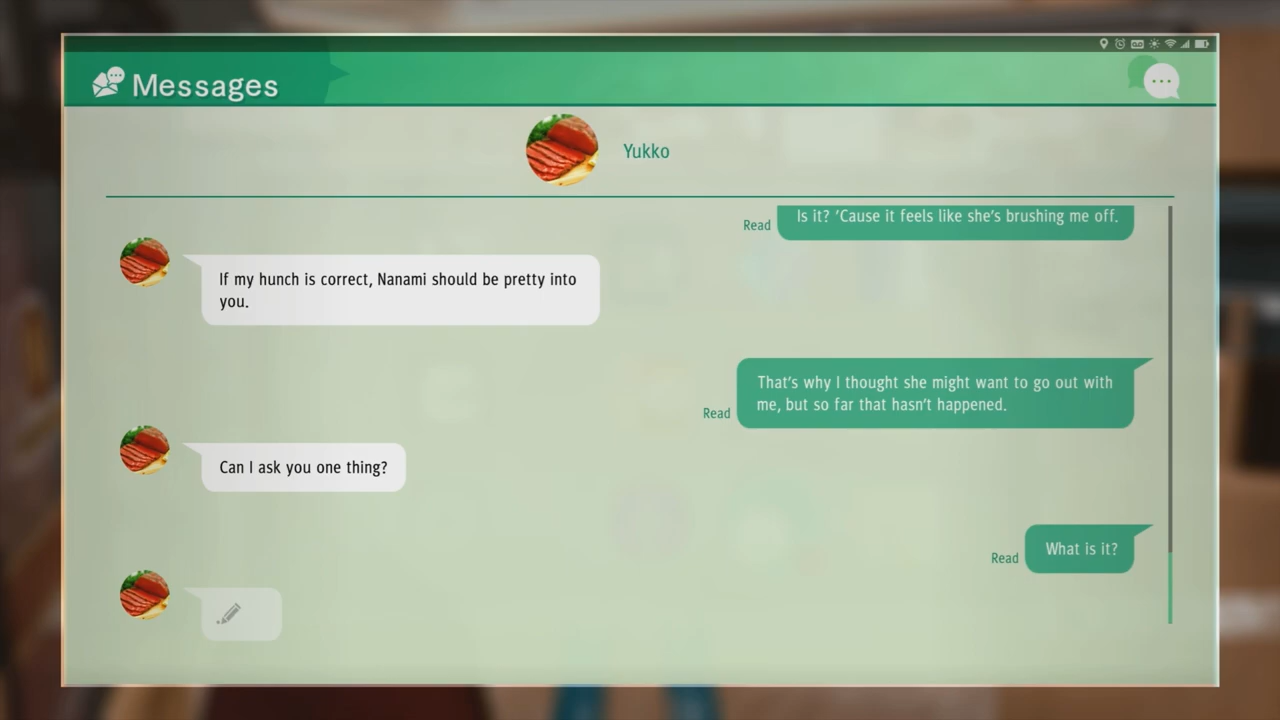 Messages
Yukko
Is it? ’Cause it feels like she’s brushing me off.
Read
If my hunch is correct, Nanami should be pretty into
you.
That’s why I thought she might want to go out with
me, but so far that hasn’t happened.
Read
Can I ask you one thing?
What is it?
Read